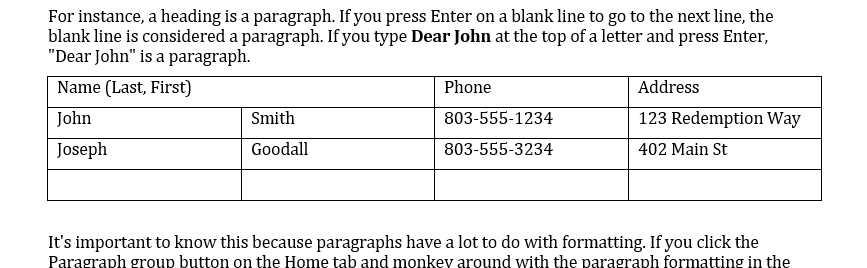 For instance, a heading is a paragraph. If you press Enter on a blank line to go to the next line, the
blank line is considered a paragraph. If you type Dear John at the top of a letter and press Enter,
"Dear John" is a paragraph.
Name (Last, First) Phone Address
John Smith 803-555-1234 123 Redemption Way
Joseph Goodall 803-555-3234 402 Main St
It's important to know this because paragraphs have a lot to do with formatting. If you click the
Paragraph group button on the Home tab and monkey around with the paragraph formatting in the